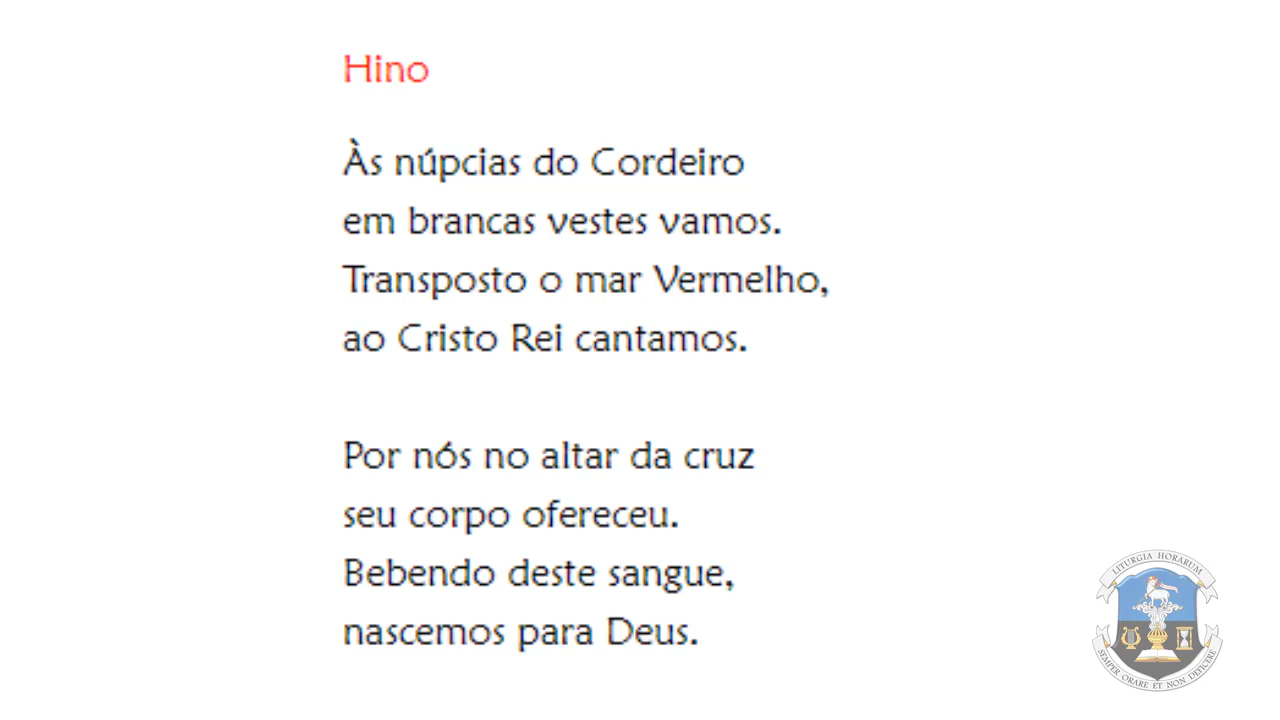 Hino
Às núpcias do Cordeiro
em brancas vestes vamos.
Transposto o mar Vermelho,
ao Cristo Rei cantamos.
Por nós no altar da cruz
seu corpo ofereceu.
Bebendo deste sangue,
nascemos para Deus.
LITURGIA HORARUM
SEMPER ORARE ET NON DEFICERE